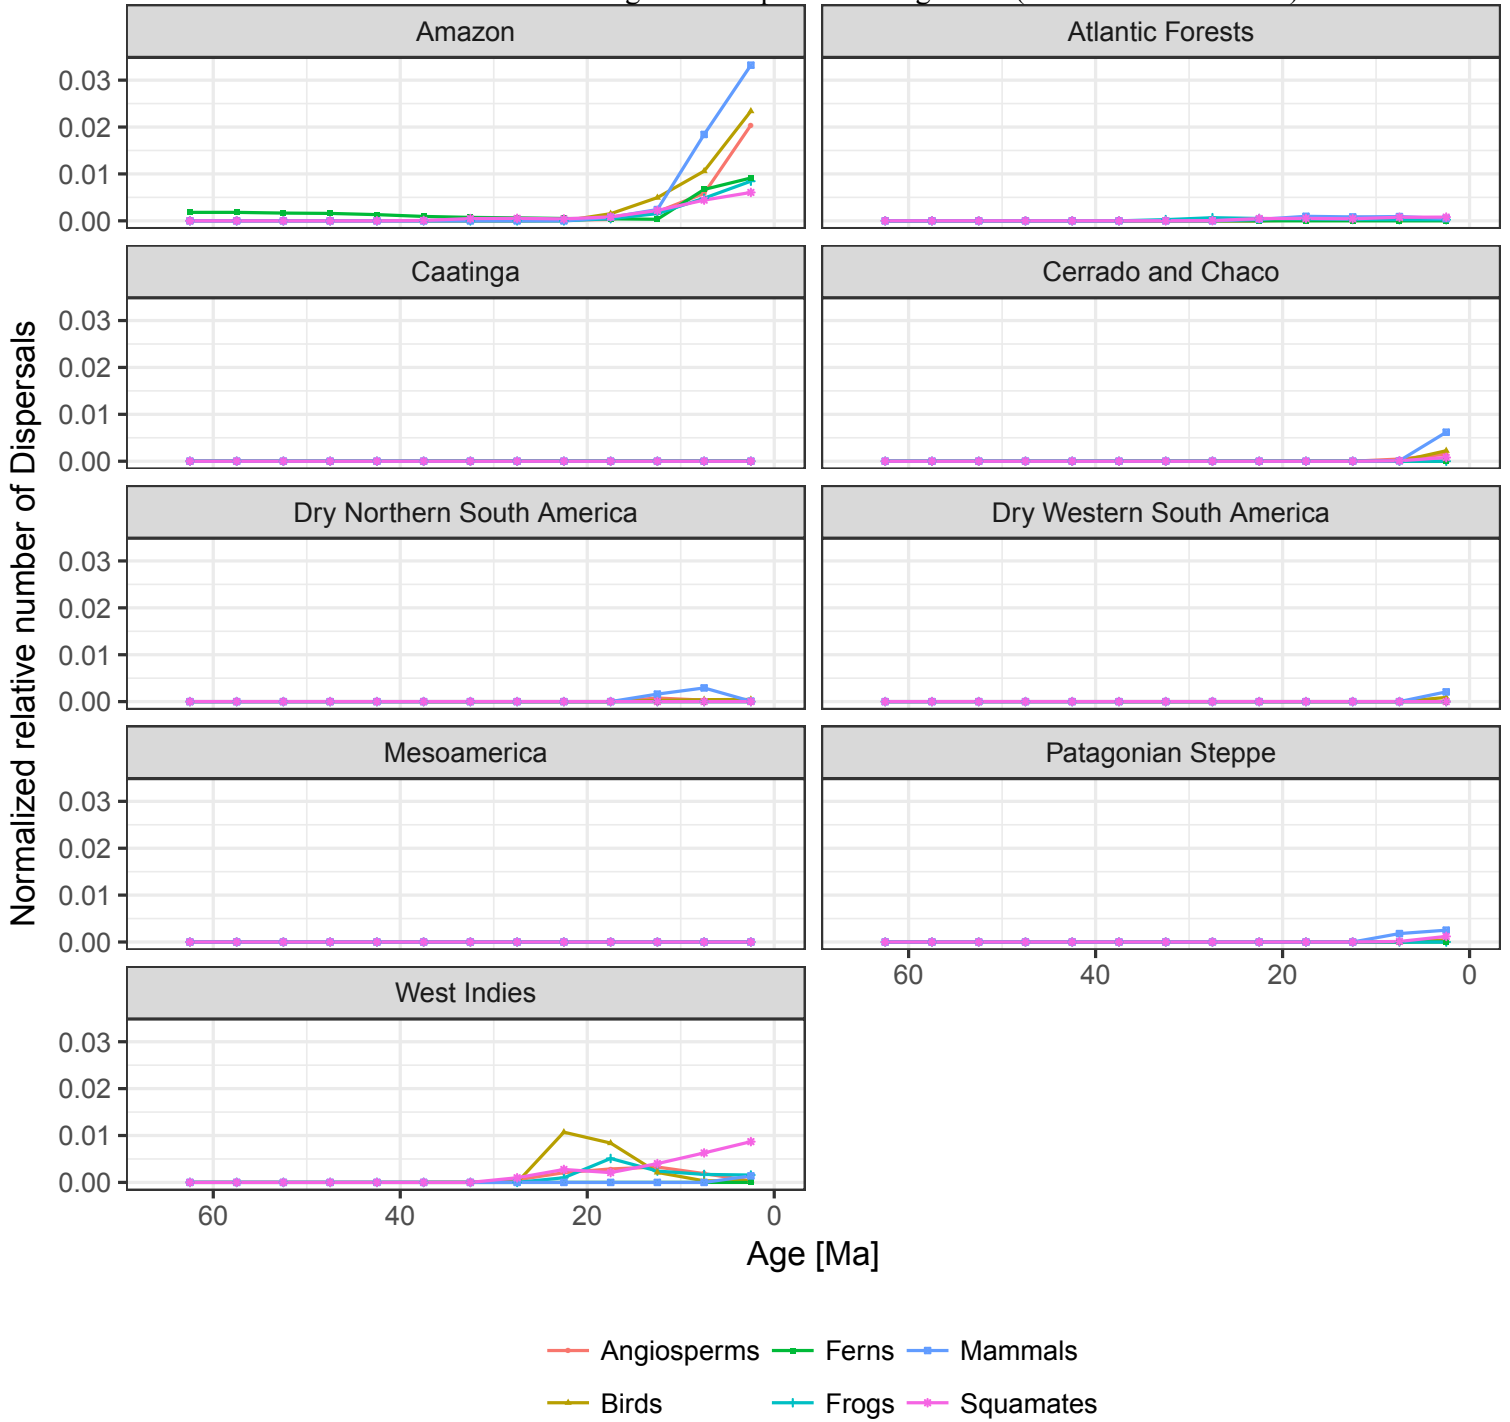 Amazon
Atlantic Forests
0.03
0.02
0.01
0.00
Caatinga
Cerrado and Chaco
0.03
0.02
0.01
0.00
Dry Northern South America
Dry Western South America
0.03
0.02
0.01
0.00
Mesoamerica
Patagonian Steppe
0.03
0.02
0.01
0.00
60 40 20 0
West Indies
0.03
0.02
0.01
0.00
60 40 20 0
Normalized relative number of Dispersals
Age [Ma]
Angiosperms Ferns Mammals
Birds Frogs Squamates